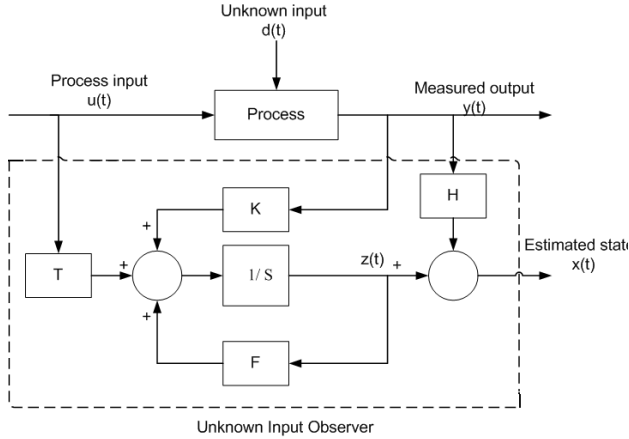 Unknown input
d(t)
Process input
u(t)
Process
Measured output
y(t)
K
H
+
T
+
1/ S
z(t)
+
Estimated state
x(t)
+
F
Unknown Input Observer